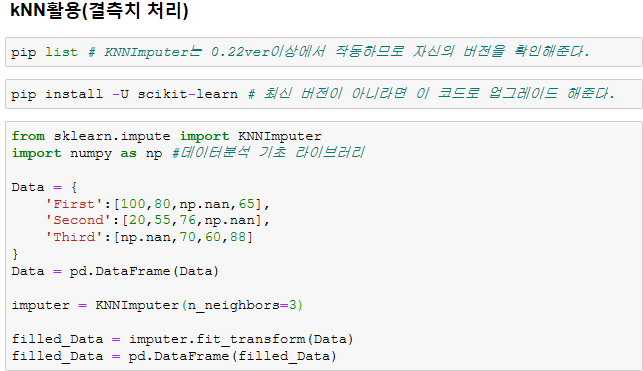 kNN활용(결측치 처리)
pip list # KNNImputer는 0.22ver이상에서 작동하므로 자신의 버전을 확인해준다.
pip install -U scikit-learn # 최신 버전이 아니라면 이 코드로 업그레이드 해준다.
from sklearn.impute import KNNImputer
import numpy as np #데이터분석 기초 라이브러리
Data = {
    'First':[100,80,np.nan,65],
    'Second':[20,55,76,np.nan],
    'Third':[np.nan,70,60,88]
}
Data = pd.DataFrame(Data)
imputer = KNNImputer(n_neighbors=3)
filled_Data = imputer.fit_transform(Data)
filled_Data = pd.DataFrame(filled_Data)